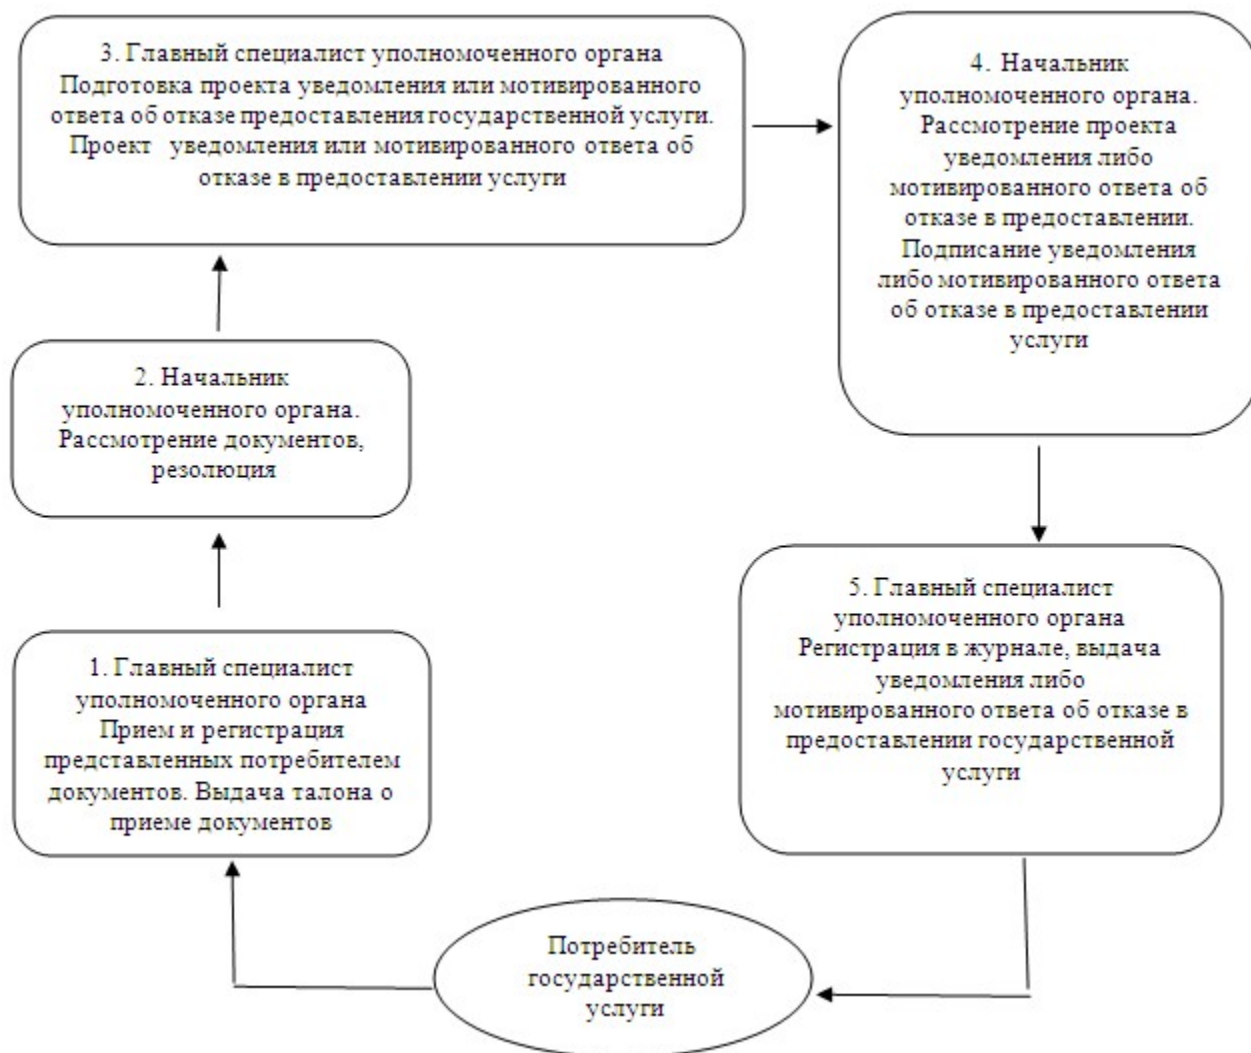 3. Главный специалист уполномоченного органа
Подготовка проекта уведомления или мотивированного
ответа об отказе предоставления государственной услуги.
Проект уведомления или мотивированного ответа об
отказе в предоставлении услуги
4. Начальник
уполномоченного органа.
Рассмотрение проекта
уведомления либо
мотивированного ответа об
отказе в предоставлении.
Подписание уведомления
либо мотивированного ответа
об отказе в предоставлении
услуги
2. Начальник
уполномоченного органа.
Рассмотрение документов,
резолюция
5. Главный специалист
уполномоченного органа
Регистрация в журнале, выдача
уведомления либо
мотивированного ответа об отказе в
предоставлении государственной
услуги
1. Главный специалист
уполномоченного органа
Прием и регистрация
представленных потребителем
документов. Выдача талона о
приеме документов
Потребитель
государственной
услуги